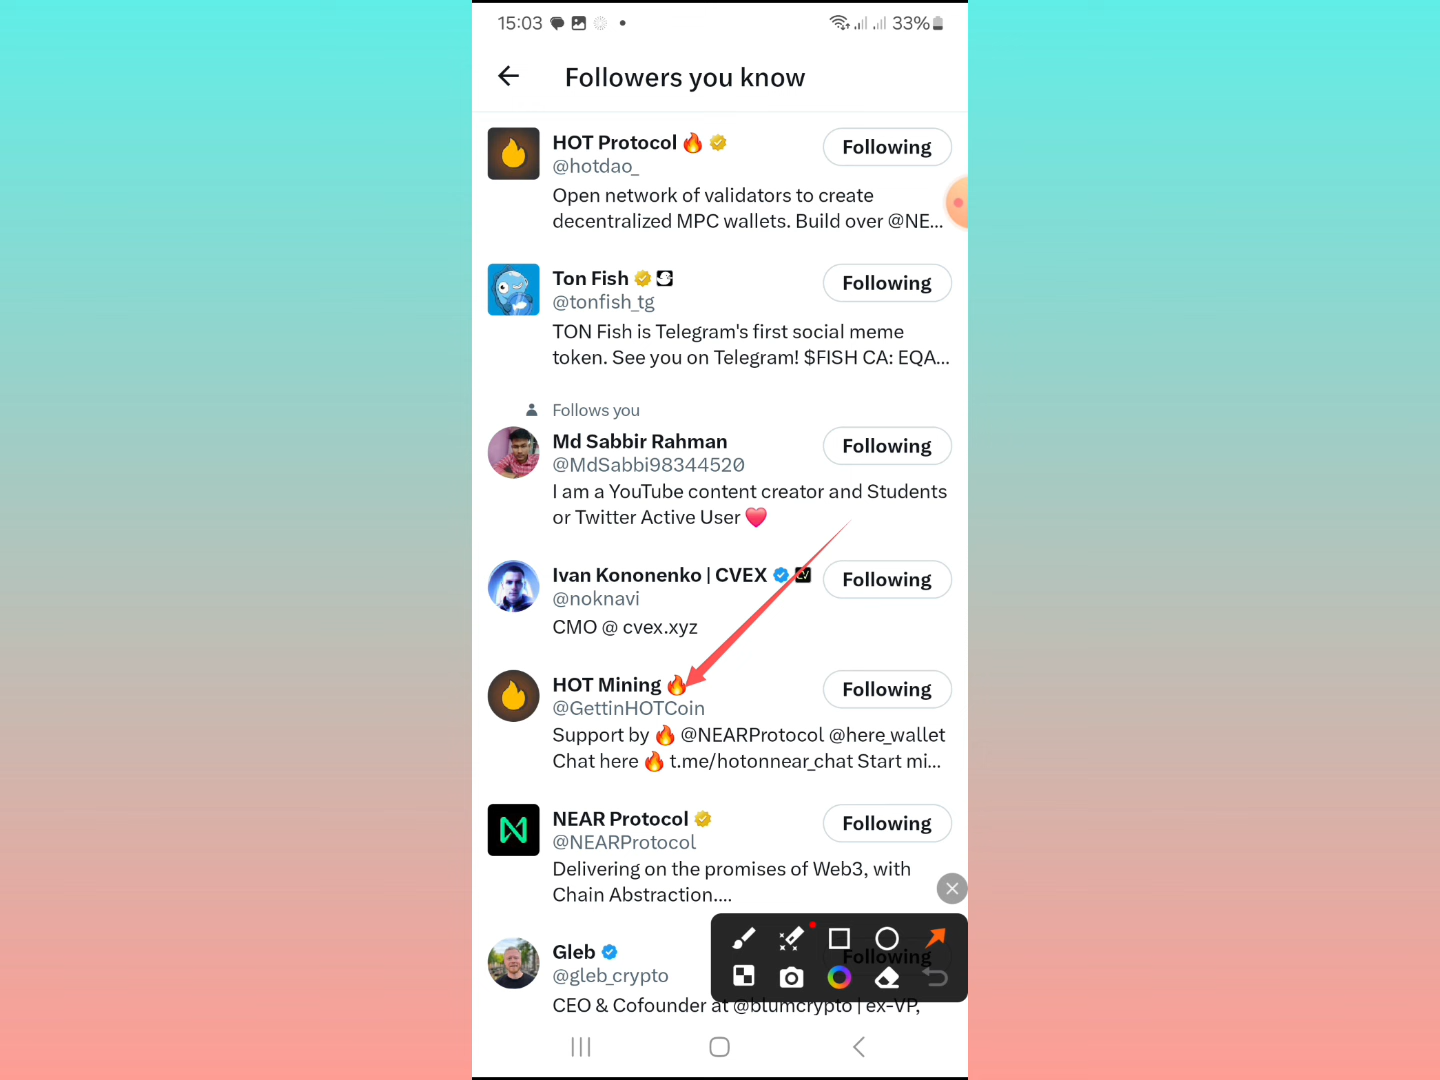 15:03 33%
Followers you know
HOT Protocol 🔥
Following
@hotdao_
Open network of validators to create
decentralized MPC wallets. Build over @NE...
Ton Fish
Following
@tonfish_tg
TON Fish is Telegram's first social meme
token. See you on Telegram! $FISH CA: EQA...
Follows you
Md Sabbir Rahman
Following
@MdSabbi98344520
I am a YouTube content creator and Students
or Twitter Active User ❤️
Ivan Kononenko | CVEX
Following
@noknavi
CMO @ cvex.xyz
HOT Mining 🔥
Following
@GettinHOTCoin
Support by 🔥 @NEARProtocol @here_wallet
Chat here 🔥 t.me/hotonnear_chat Start mi...
NEAR Protocol
Following
@NEARProtocol
Delivering on the promises of Web3, with
Chain Abstraction....
Gleb
Following
@gleb_crypto
CEO & Cofounder at @blumcrypto | ex-VP,